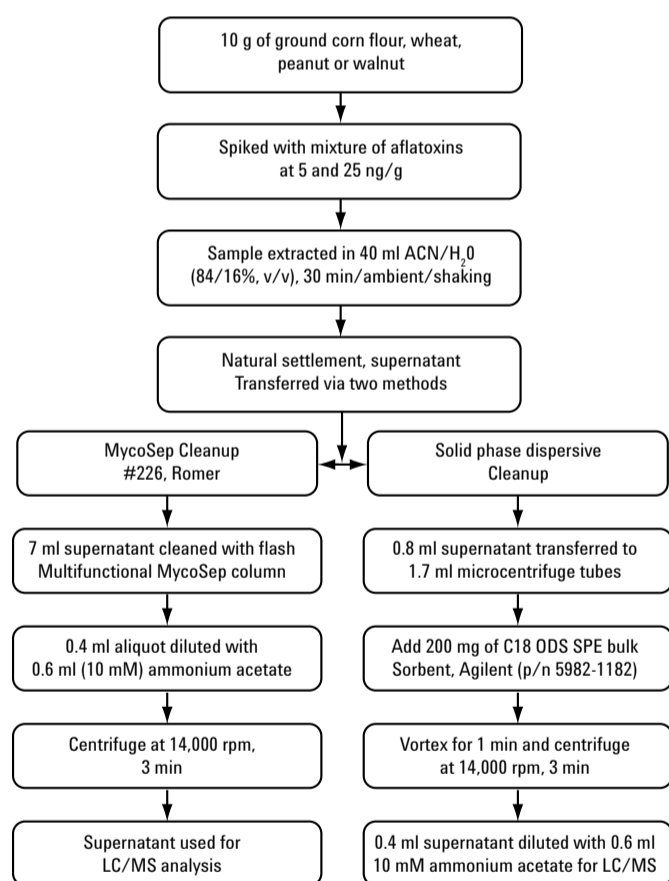 10 g of ground corn flour, wheat,
peanut or walnut
Spiked with mixture of aflatoxins
at 5 and 25 ng/g
Sample extracted in 40 ml ACN/H₂0
(84/16%, v/v), 30 min/ambient/shaking
Natural settlement, supernatant
Transferred via two methods
MycoSep Cleanup
#226, Romer
7 ml supernatant cleaned with flash
Multifunctional MycoSep column
0.4 ml aliquot diluted with
0.6 ml (10 mM) ammonium acetate
Centrifuge at 14,000 rpm,
3 min
Supernatant used for
LC/MS analysis
Solid phase dispersive
Cleanup
0.8 ml supernatant transferred to
1.7 ml microcentrifuge tubes
Add 200 mg of C18 ODS SPE bulk
Sorbent, Agilent (p/n 5982-1182)
Vortex for 1 min and centrifuge
at 14,000 rpm, 3 min
0.4 ml supernatant diluted with 0.6 ml
10 mM ammonium acetate for LC/MS